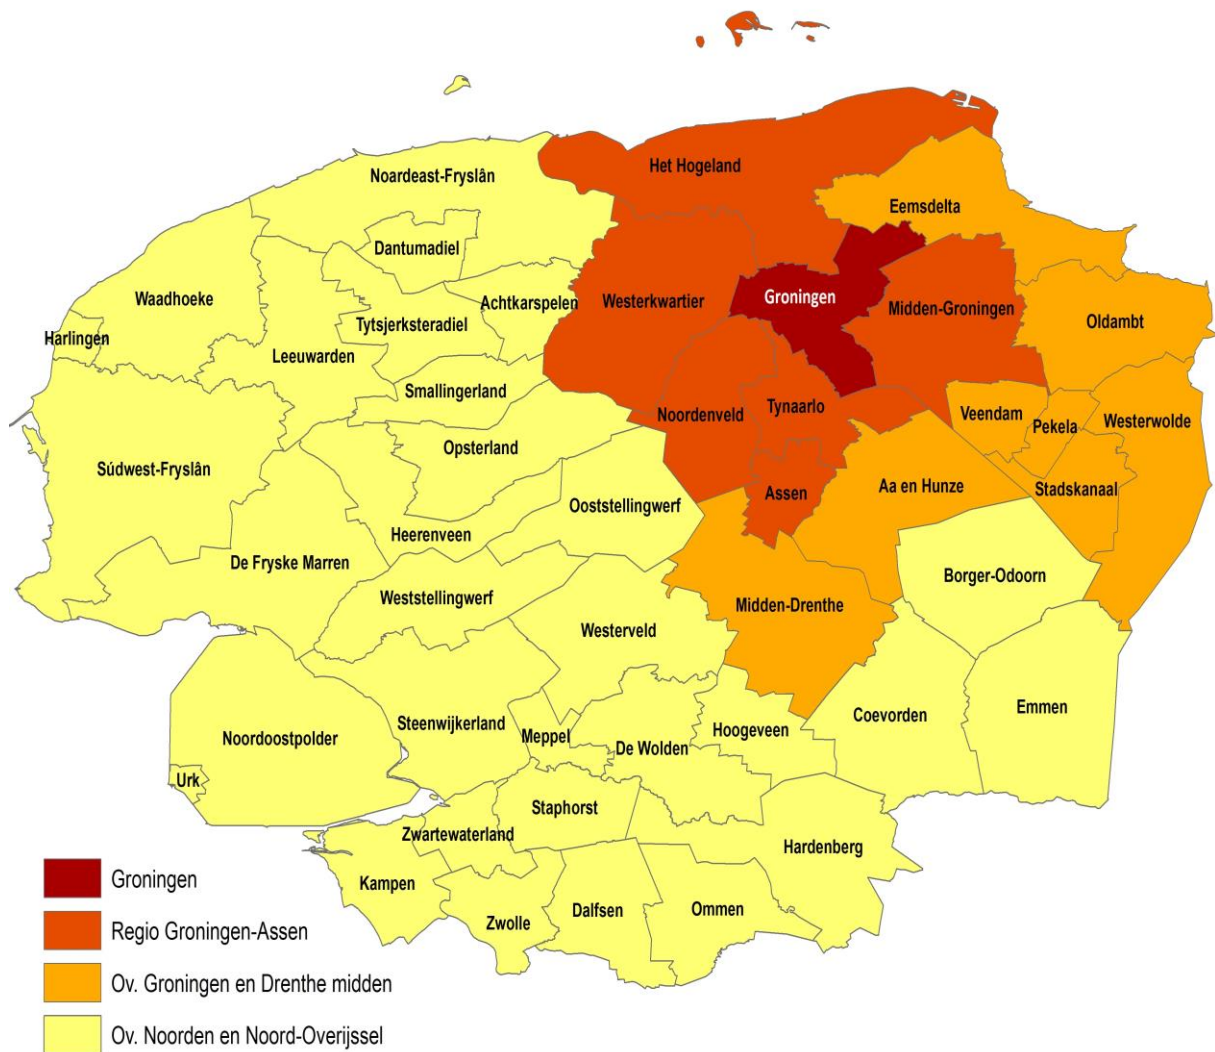 Het Hogeland
Noardeast-Fryslân
Eemsdelta
Dantumadiel
Waadhoeke
Achtkarspelen
Westerkwartier
Groningen
Midden-Groningen
Oldambt
Harlingen
Tytsjerksteradiel
Leeuwarden
Smallingerland
Noordenveld
Tynaarlo
Veendam
Pekela
Westerwolde
Opsterland
Súdwest-Fryslân
Aa en Hunze
Stadskanaal
Assen
Ooststellingwerf
Heerenveen
De Fryske Marren
Borger-Odoorn
Weststellingwerf
Midden-Drenthe
Westerveld
Steenwijkerland
Coevorden
Emmen
Noordoostpolder
Meppel
De Wolden
Hoogeveen
Urk
Staphorst
Zwartewaterland
Hardenberg
Kampen
Zwolle
Dalfsen
Ommen
Groningen
Regio Groningen-Assen
Ov. Groningen en Drenthe midden
Ov. Noorden en Noord-Overijssel